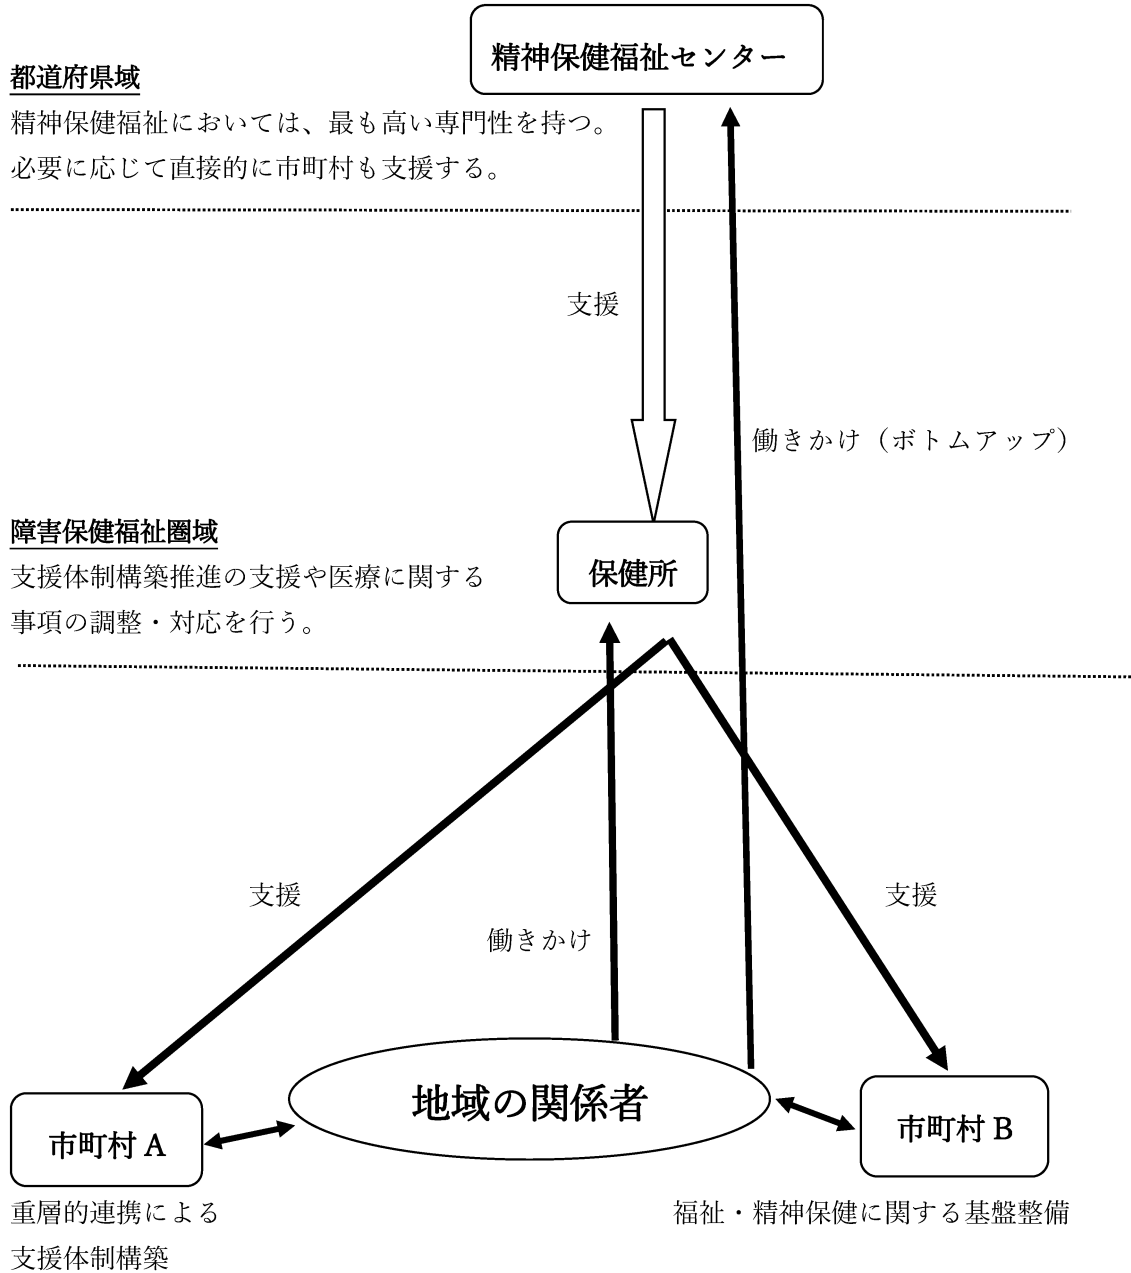 精神保健福祉センター
都道府県域
精神保健福祉においては、最も高い専門性を持つ。
必要に応じて直接的に市町村も支援する。
支援
働きかけ（ボトムアップ）
障害保健福祉圏域
支援体制構築推進の支援や医療に関する
事項の調整・対応を行う。
保健所
支援
支援
働きかけ
地域の関係者
市町村 A
市町村 B
重層的連携による
支援体制構築
福祉・精神保健に関する基盤整備